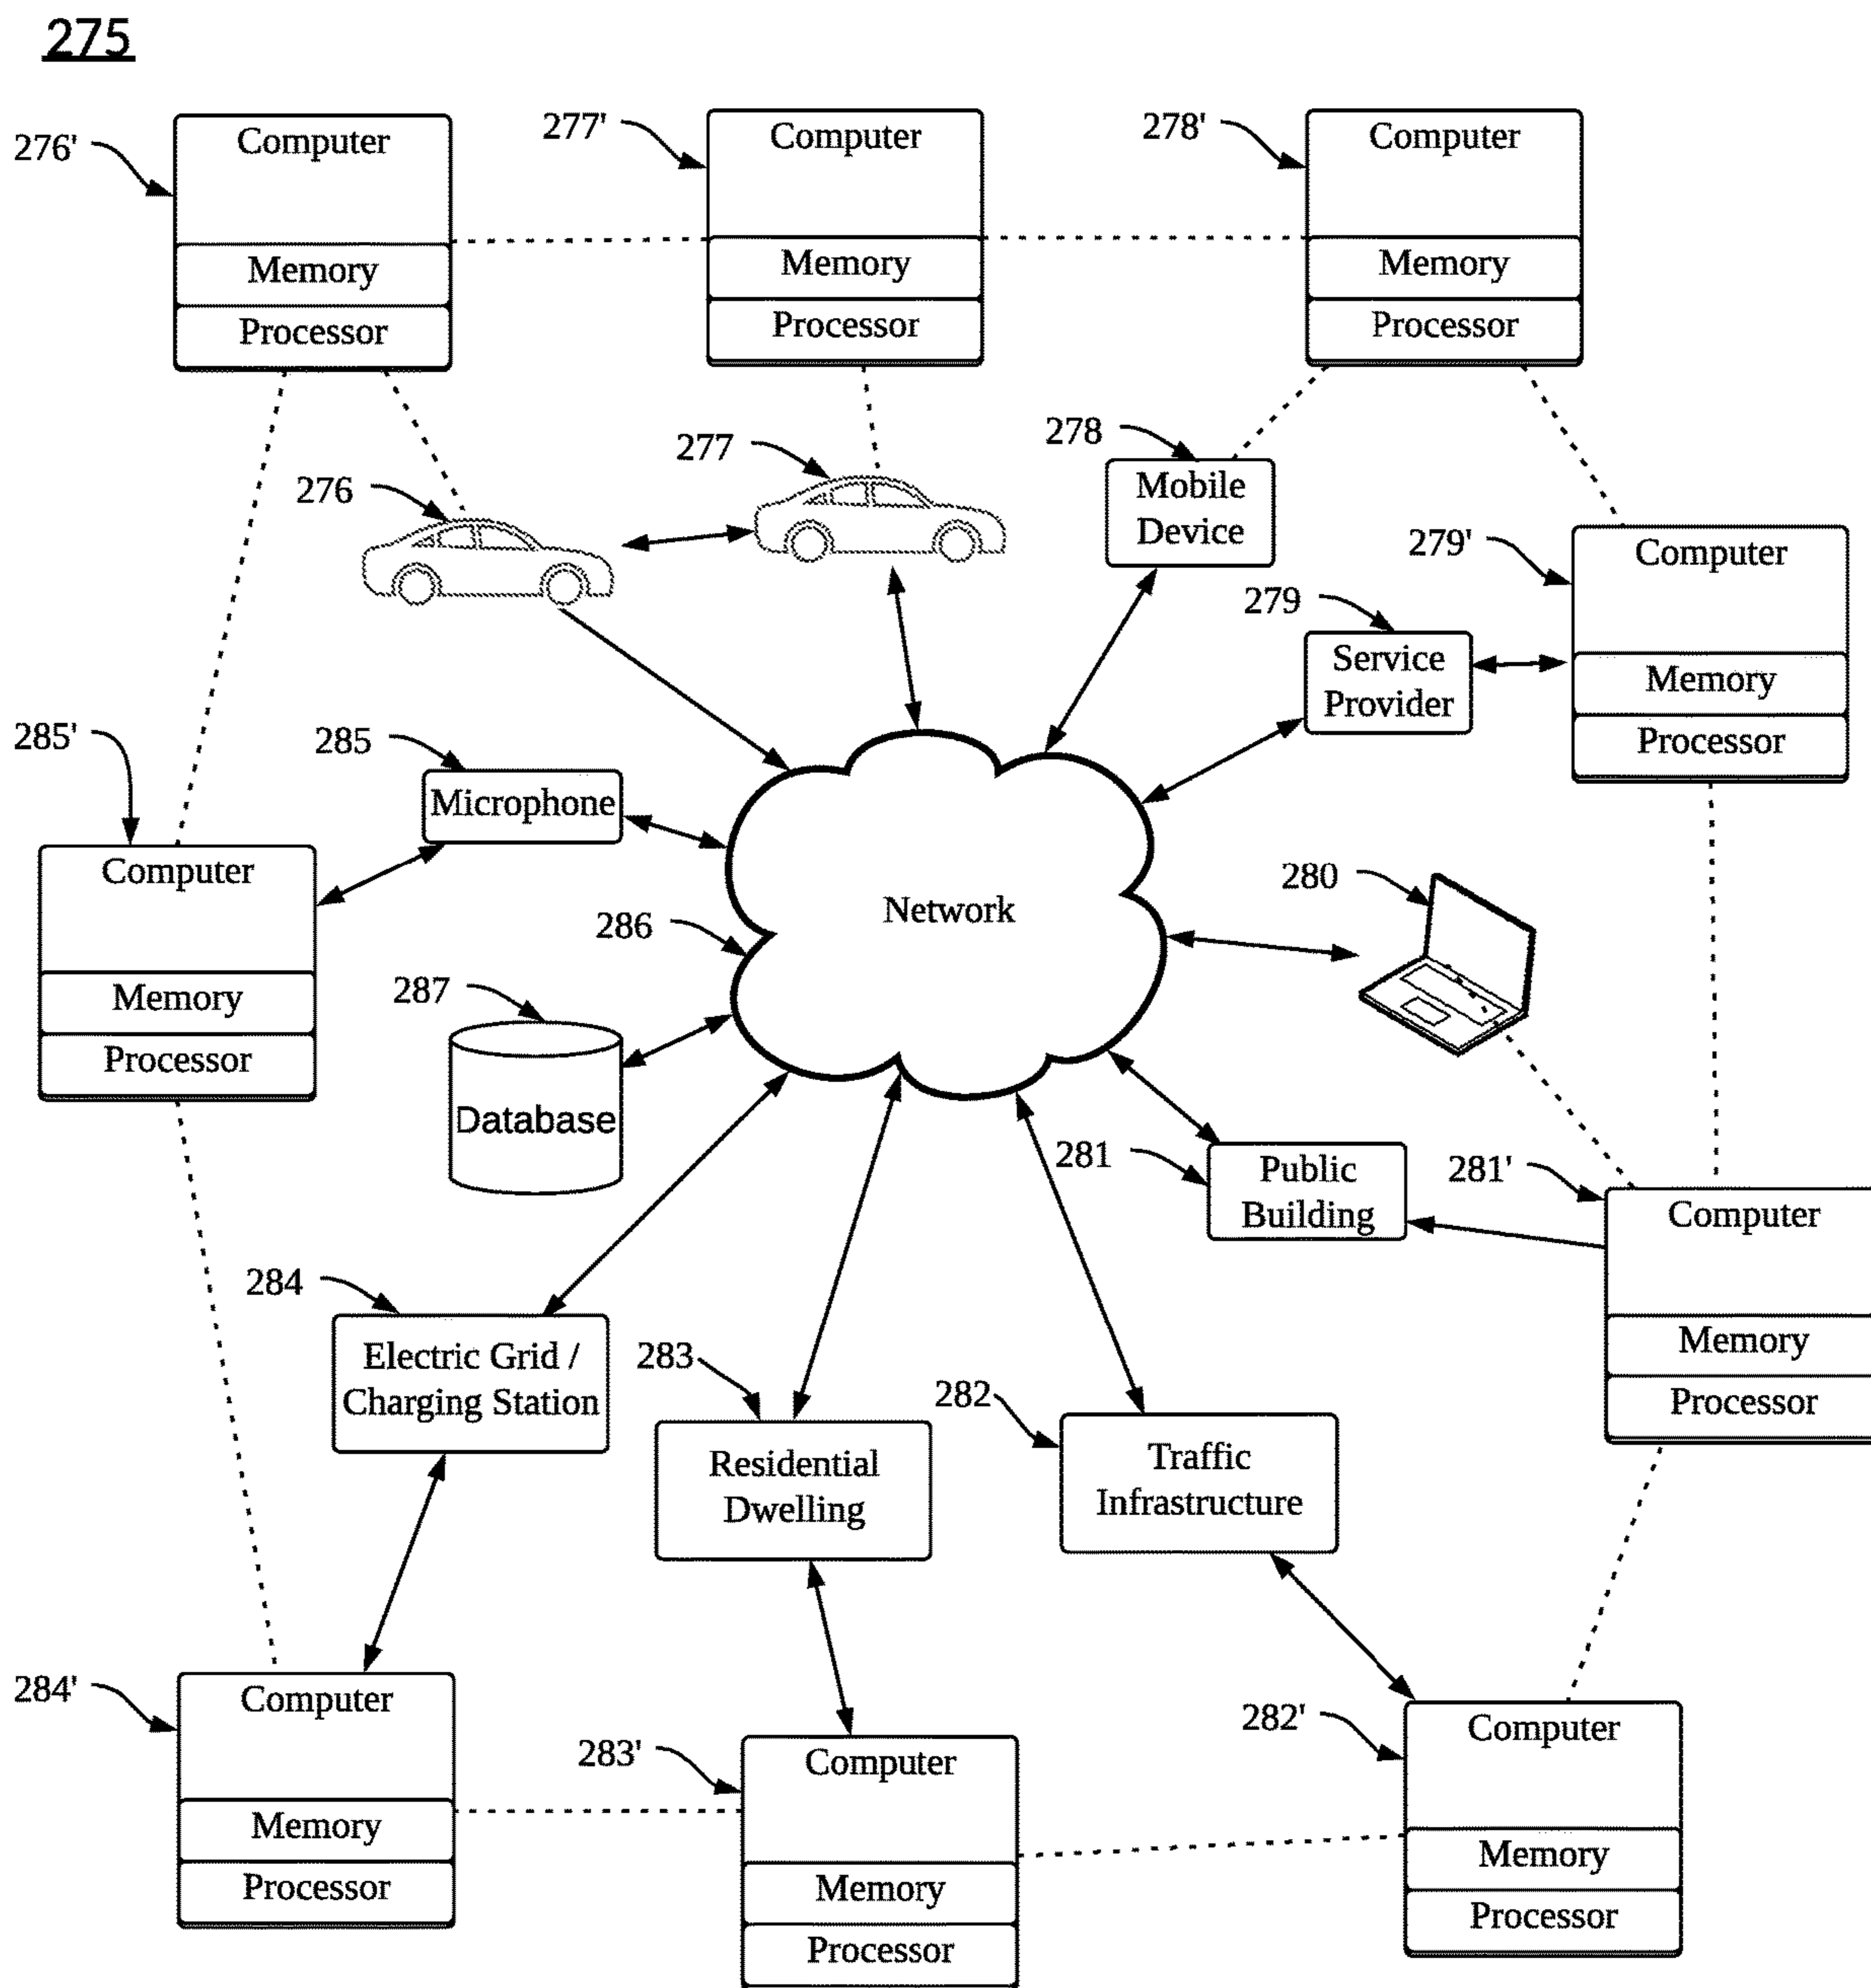 275
276'
Computer
Memory
Processor
277'
Computer
Memory
Processor
278'
Computer
Memory
Processor
276
277
278
Mobile
Device
279'
Computer
Memory
Processor
279
Service
Provider
285'
Computer
Memory
Processor
285
Microphone
286
Network
280
287
Database
281
Public
Building
281'
Computer
Memory
Processor
284
Electric Grid /
Charging Station
283
Residential
Dwelling
282
Traffic
Infrastructure
284'
Computer
Memory
Processor
283'
Computer
Memory
Processor
282'
Computer
Memory
Processor